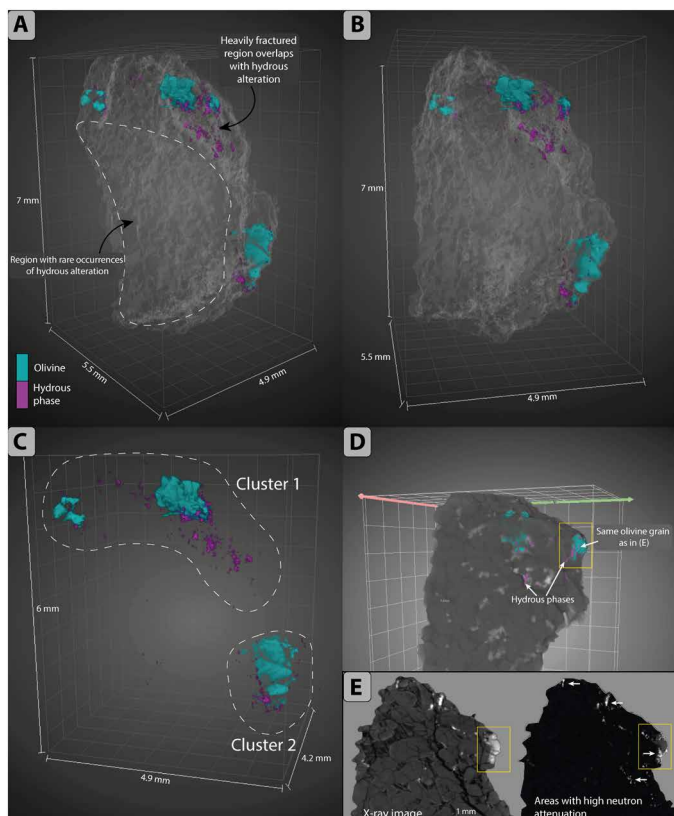 A
Heavily fractured
region overlaps
with hydrous
alteration
7 mm
Region with rare occurrences
of hydrous alteration
5.5 mm
4.9 mm
Olivine
Hydrous
phase
B
7 mm
5.5 mm
4.9 mm
C
Cluster 1
6 mm
Cluster 2
4.9 mm
4.2 mm
D
Same olivine grain
as in (E)
Hydrous phases
E
X-ray image
1 mm
Areas with high neutron
attenuation